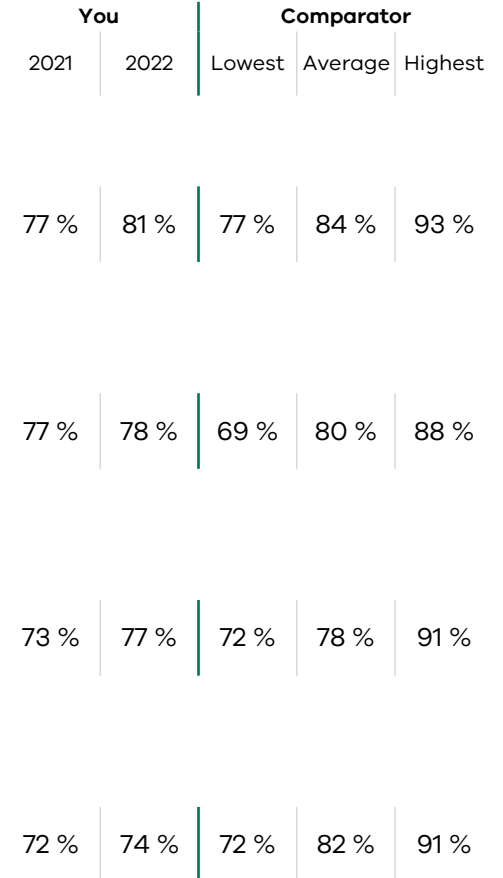 You Comparator
2021 2022 Lowest Average Highest
77 % 81 % 77 % 84 % 93 %
77 % 78 % 69 % 80 % 88 %
73 % 77 % 72 % 78 % 91 %
72 % 74 % 72 % 82 % 91 %